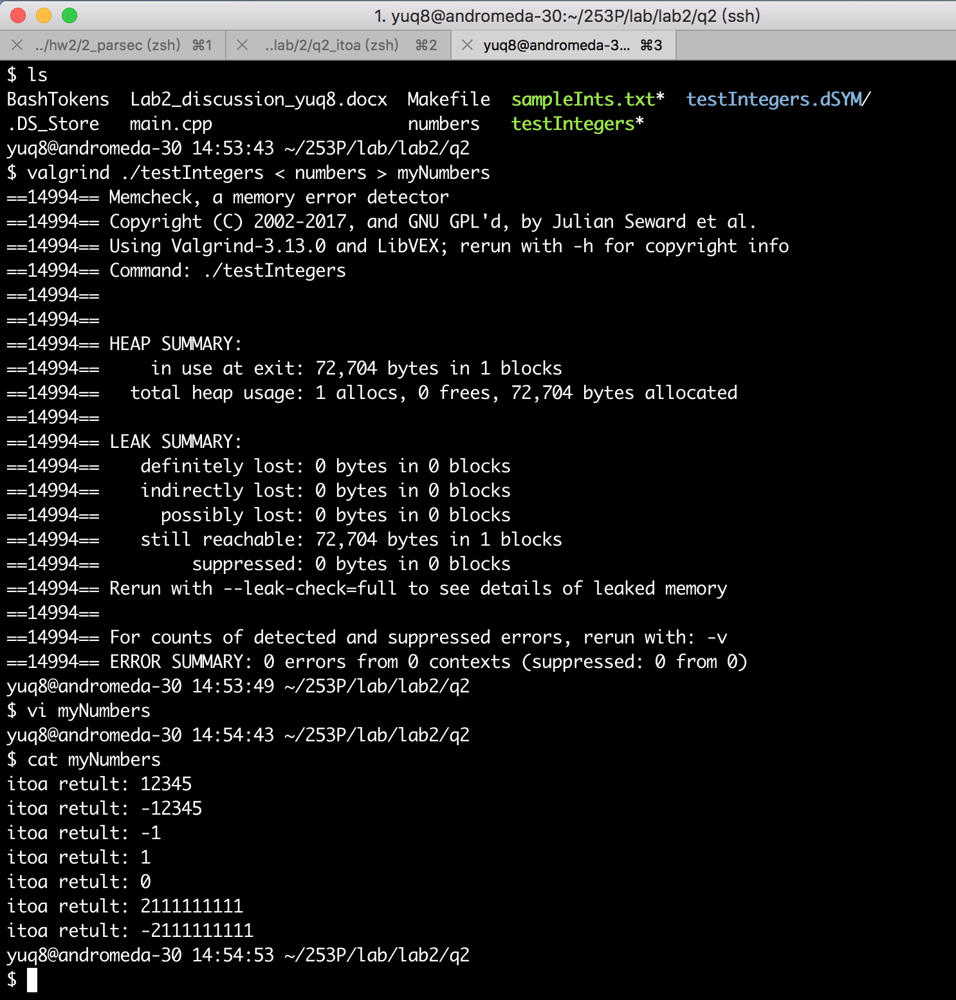 1. yuq8@andromeda-30:~/253P/lab/lab2/q2 (ssh)
../hw2/2_parsec (zsh) ⌘1 ..lab/2/q2_itoa (zsh) ⌘2 yuq8@andromeda-3... ⌘3
$ ls
BashTokens  Lab2_discussion_yuq8.docx  Makefile  sampleInts.txt*  testIntegers.dSYM/
.DS_Store   main.cpp                   numbers   testIntegers*
yuq8@andromeda-30 14:53:43 ~/253P/lab/lab2/q2
$ valgrind ./testIntegers < numbers > myNumbers
==14994== Memcheck, a memory error detector
==14994== Copyright (C) 2002-2017, and GNU GPL'd, by Julian Seward et al.
==14994== Using Valgrind-3.13.0 and LibVEX; rerun with -h for copyright info
==14994== Command: ./testIntegers
==14994==
==14994==
==14994== HEAP SUMMARY:
==14994==     in use at exit: 72,704 bytes in 1 blocks
==14994==   total heap usage: 1 allocs, 0 frees, 72,704 bytes allocated
==14994==
==14994== LEAK SUMMARY:
==14994==    definitely lost: 0 bytes in 0 blocks
==14994==    indirectly lost: 0 bytes in 0 blocks
==14994==      possibly lost: 0 bytes in 0 blocks
==14994==    still reachable: 72,704 bytes in 1 blocks
==14994==         suppressed: 0 bytes in 0 blocks
==14994== Rerun with --leak-check=full to see details of leaked memory
==14994==
==14994== For counts of detected and suppressed errors, rerun with: -v
==14994== ERROR SUMMARY: 0 errors from 0 contexts (suppressed: 0 from 0)
yuq8@andromeda-30 14:53:49 ~/253P/lab/lab2/q2
$ vi myNumbers
yuq8@andromeda-30 14:54:43 ~/253P/lab/lab2/q2
$ cat myNumbers
itoa retult: 12345
itoa retult: -12345
itoa retult: -1
itoa retult: 1
itoa retult: 0
itoa retult: 2111111111
itoa retult: -2111111111
yuq8@andromeda-30 14:54:53 ~/253P/lab/lab2/q2
$